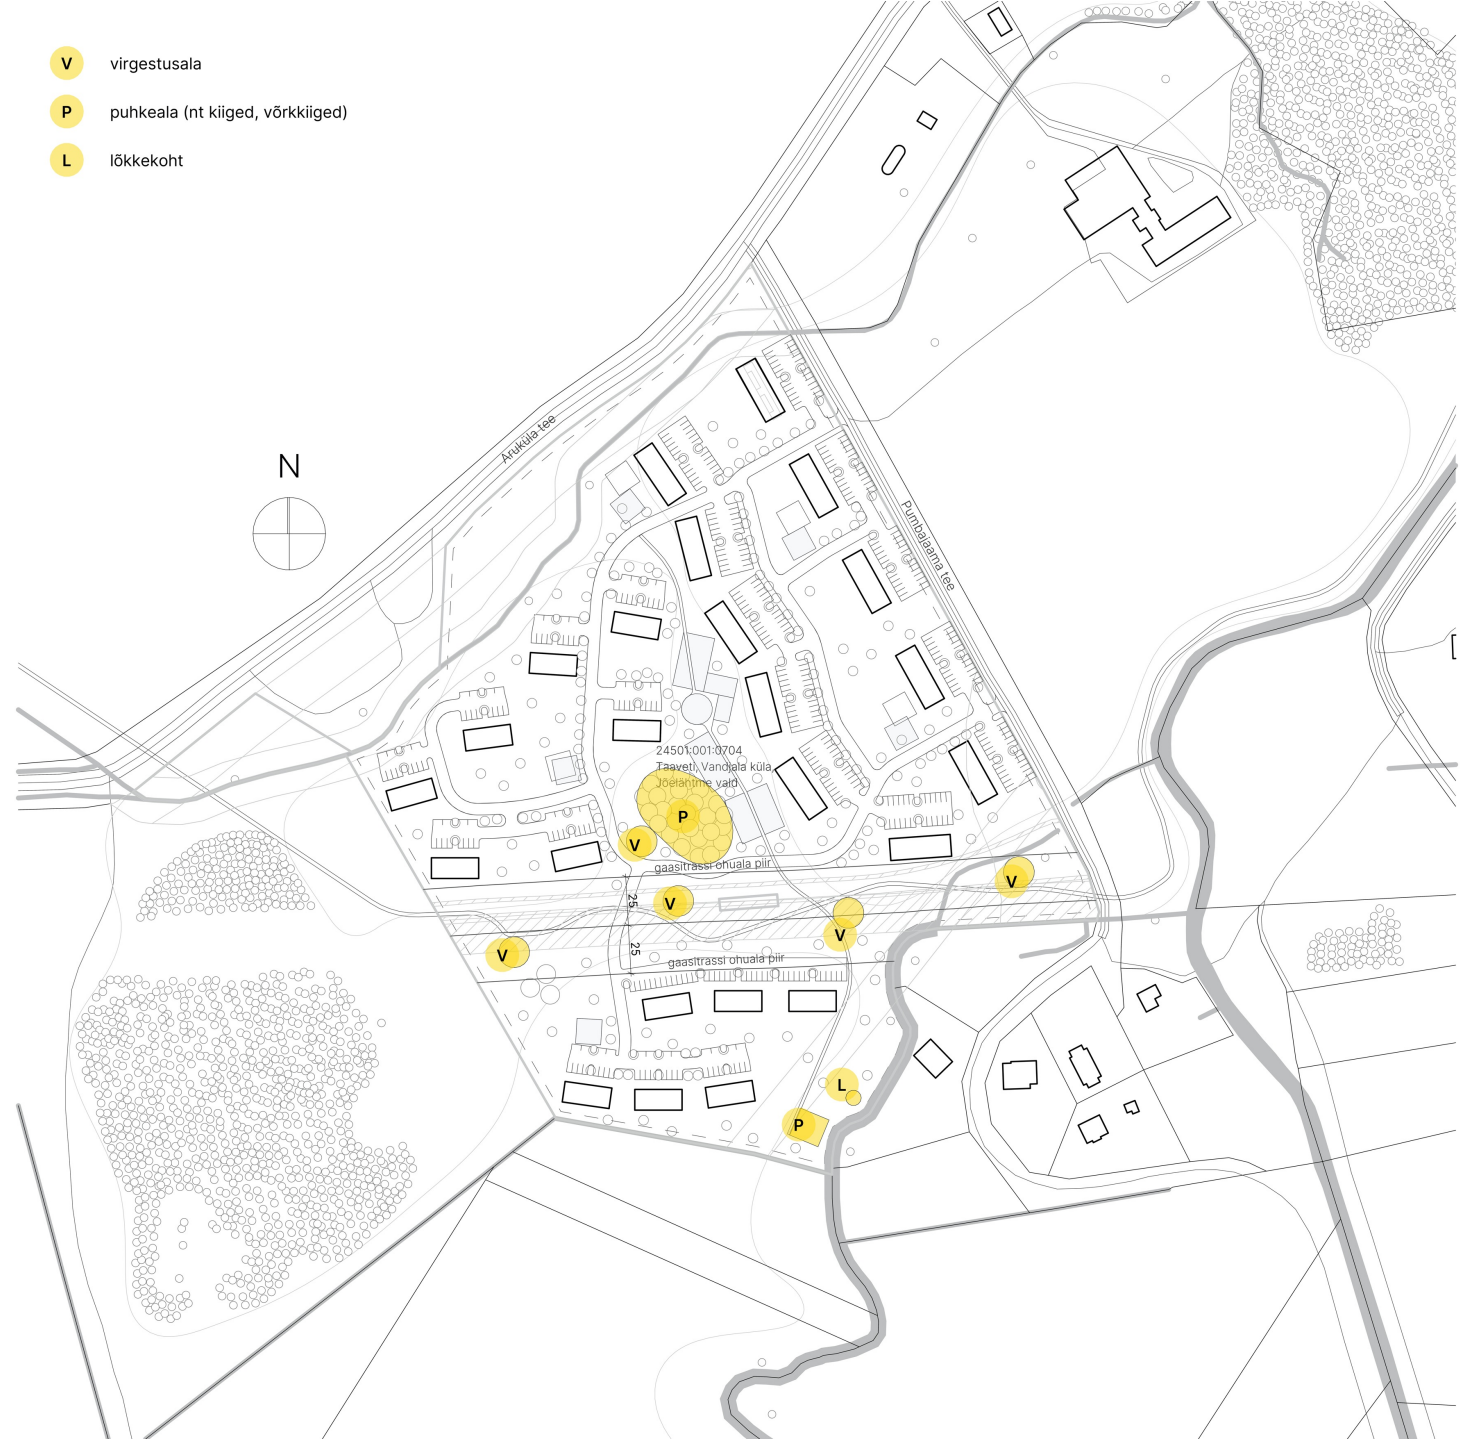 V virgestusala
P puhkeala (nt kiiged, võrkkiiged)
L lõkkekoht
Aruküla tee
N
Pumbajaama tee
24501:001:0704
Taaveti, Vandjala küla,
Jõelähtme vald
P
V
gaasitrassi ohuala piir
V
V
25
V
V
25
gaasitrassi ohuala piir
L
P